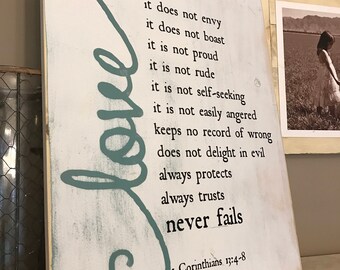 love
it does not envy
it does not boast
it is not proud
it is not rude
it is not self-seeking
it is not easily angered
keeps no record of wrong
does not delight in evil
always protects
always trusts
never fails
Corinthians 13:4-8